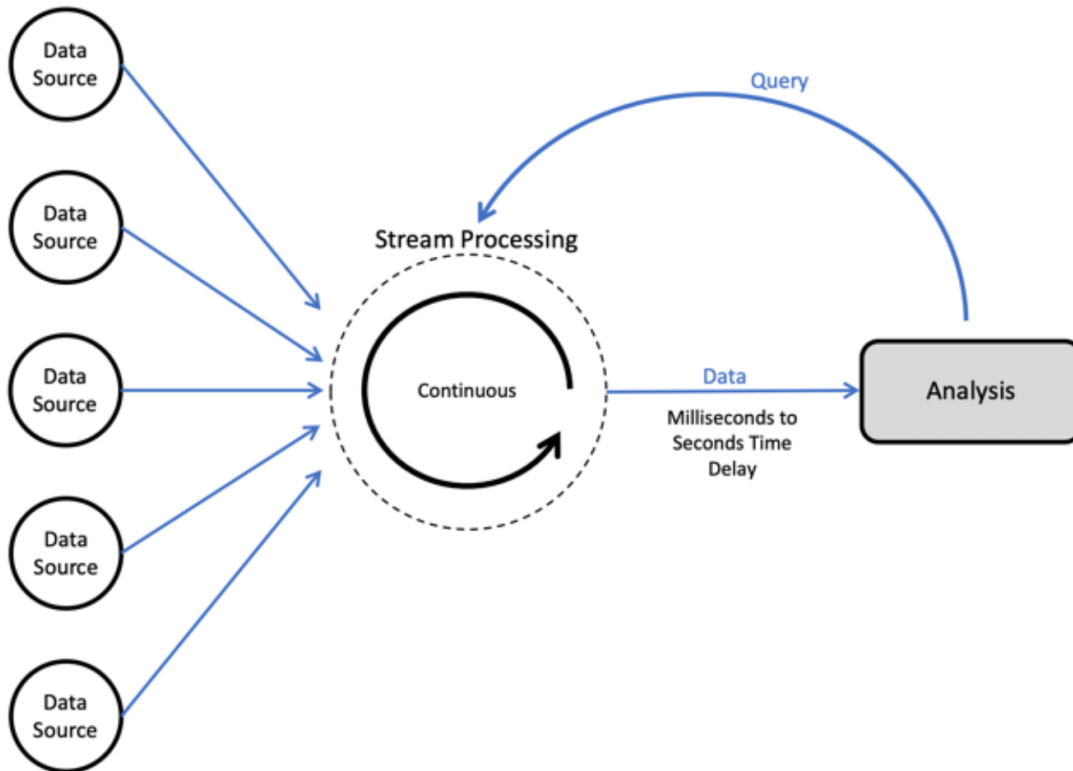 Data
Source
Data
Source
Data
Source
Data
Source
Data
Source
Query
Stream Processing
Continuous
Data
Milliseconds to
Seconds Time
Delay
Analysis